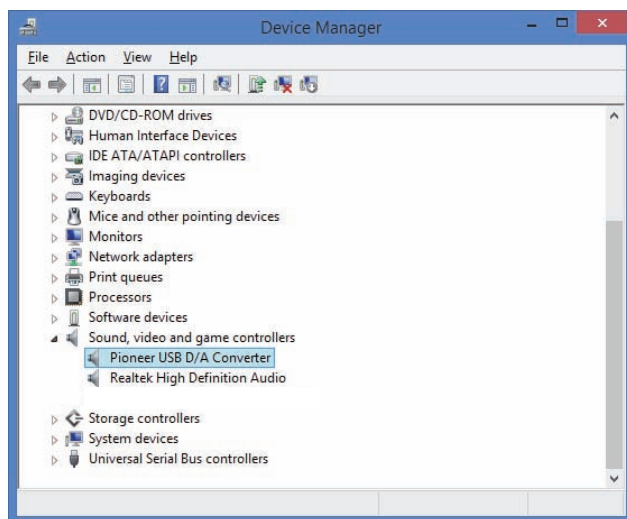 Device Manager
File Action View Help
DVD/CD-ROM drives
Human Interface Devices
IDE ATA/ATAPI controllers
Imaging devices
Keyboards
Mice and other pointing devices
Monitors
Network adapters
Print queues
Processors
Software devices
Sound, video and game controllers
Pioneer USB D/A Converter
Realtek High Definition Audio
Storage controllers
System devices
Universal Serial Bus controllers